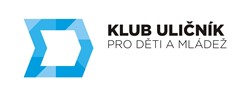 KLUB ULIČNÍK
PRO DĚTI A MLÁDEŽ